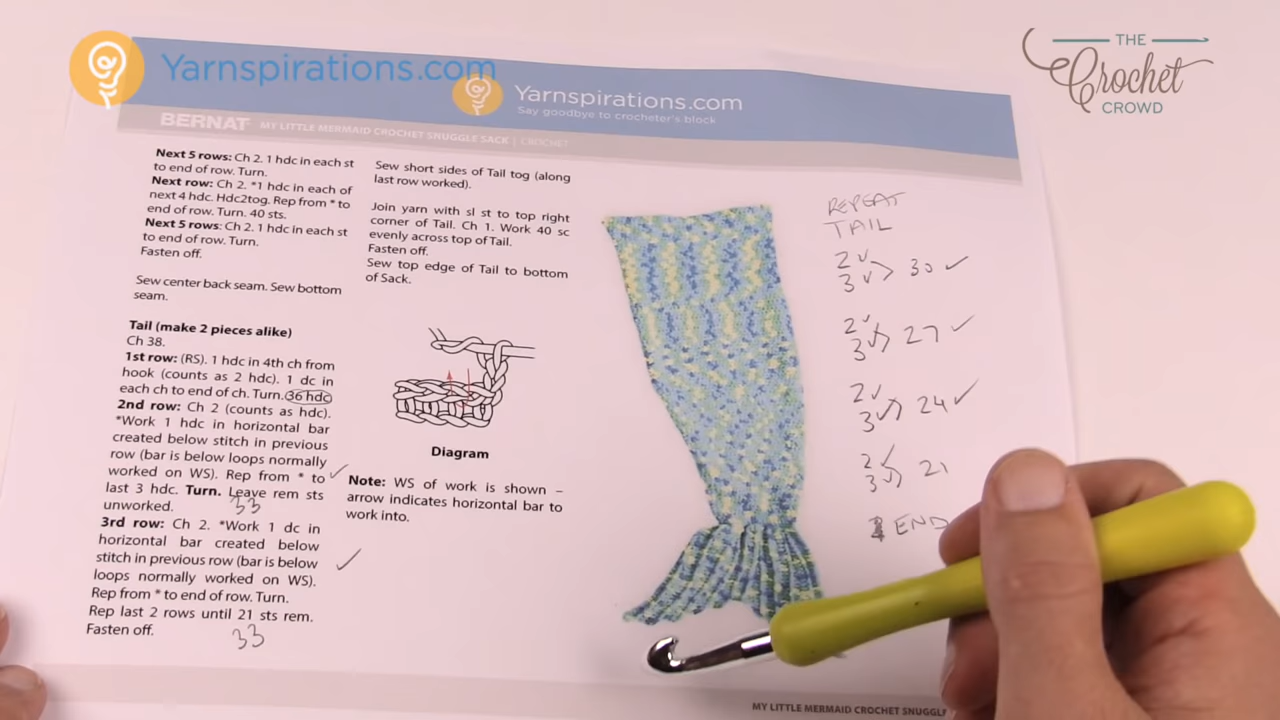 Yarnspirations.com
THE
Crochet
CROWD
Yarnspirations.com
Say goodbye to crocheter's block
BERNAT MY LITTLE MERMAID CROCHET SNUGGLE SACK | CROCHET
Next 5 rows: Ch 2. 1 hdc in each st
to end of row. Turn.
Next row: Ch 2. *1 hdc in each of
next 4 hdc. Hdc2tog. Rep from * to
end of row. Turn. 40 sts.
Next 5 rows: Ch 2. 1 hdc in each st
to end of row. Turn.
Fasten off.
Sew center back seam. Sew bottom
seam.
Tail (make 2 pieces alike)
Ch 38.
1st row: (RS). 1 hdc in 4th ch from
hook (counts as 2 hdc). 1 dc in
each ch to end of ch. Turn. 36 hdc
2nd row: Ch 2 (counts as hdc).
*Work 1 hdc in horizontal bar
created below stitch in previous
row (bar is below loops normally
worked on WS). Rep from * to
last 3 hdc. Turn. Leave rem sts
unworked. 33
3rd row: Ch 2. *Work 1 dc in
horizontal bar created below
stitch in previous row (bar is below
loops normally worked on WS).
Rep from * to end of row. Turn.
Rep last 2 rows until 21 sts rem.
Fasten off. 33
Sew short sides of Tail tog (along
last row worked).
Join yarn with sl st to top right
corner of Tail. Ch 1. Work 40 sc
evenly across top of Tail.
Fasten off.
Sew top edge of Tail to bottom
of Sack.
Diagram
Note: WS of work is shown –
arrow indicates horizontal bar to
work into.
REPEAT
TAIL
2✓
3✓ > 30 ✓
2✓
3✓ > 27 ✓
2✓
3✓ > 24 ✓
2✓
3✓ > 21
END
MY LITTLE MERMAID CROCHET SNUGGL